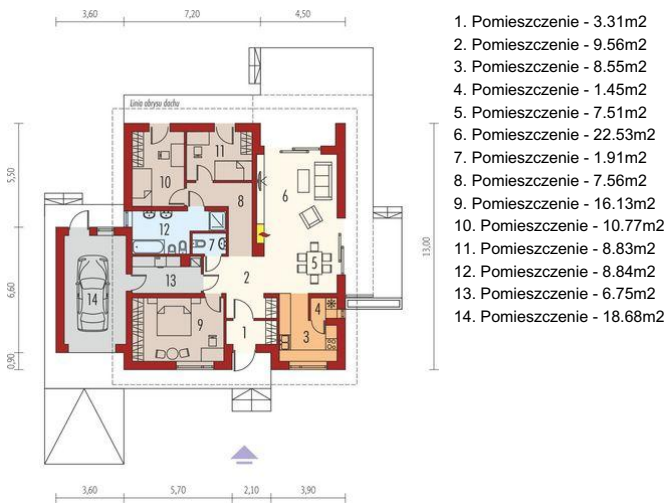 3,60 7,20 4,50
1. Pomieszczenie - 3.31m2
2. Pomieszczenie - 9.56m2
3. Pomieszczenie - 8.55m2
4. Pomieszczenie - 1.45m2
5. Pomieszczenie - 7.51m2
6. Pomieszczenie - 22.53m2
7. Pomieszczenie - 1.91m2
8. Pomieszczenie - 7.56m2
9. Pomieszczenie - 16.13m2
10. Pomieszczenie - 10.77m2
11. Pomieszczenie - 8.83m2
12. Pomieszczenie - 8.84m2
13. Pomieszczenie - 6.75m2
14. Pomieszczenie - 18.68m2
Linia obrysu dachu
11
10
6
8
12
7
5
13
2
14
4
9
1
3
5,50
6,60
0,90
13,00
3,60 5,70 2,10 3,90